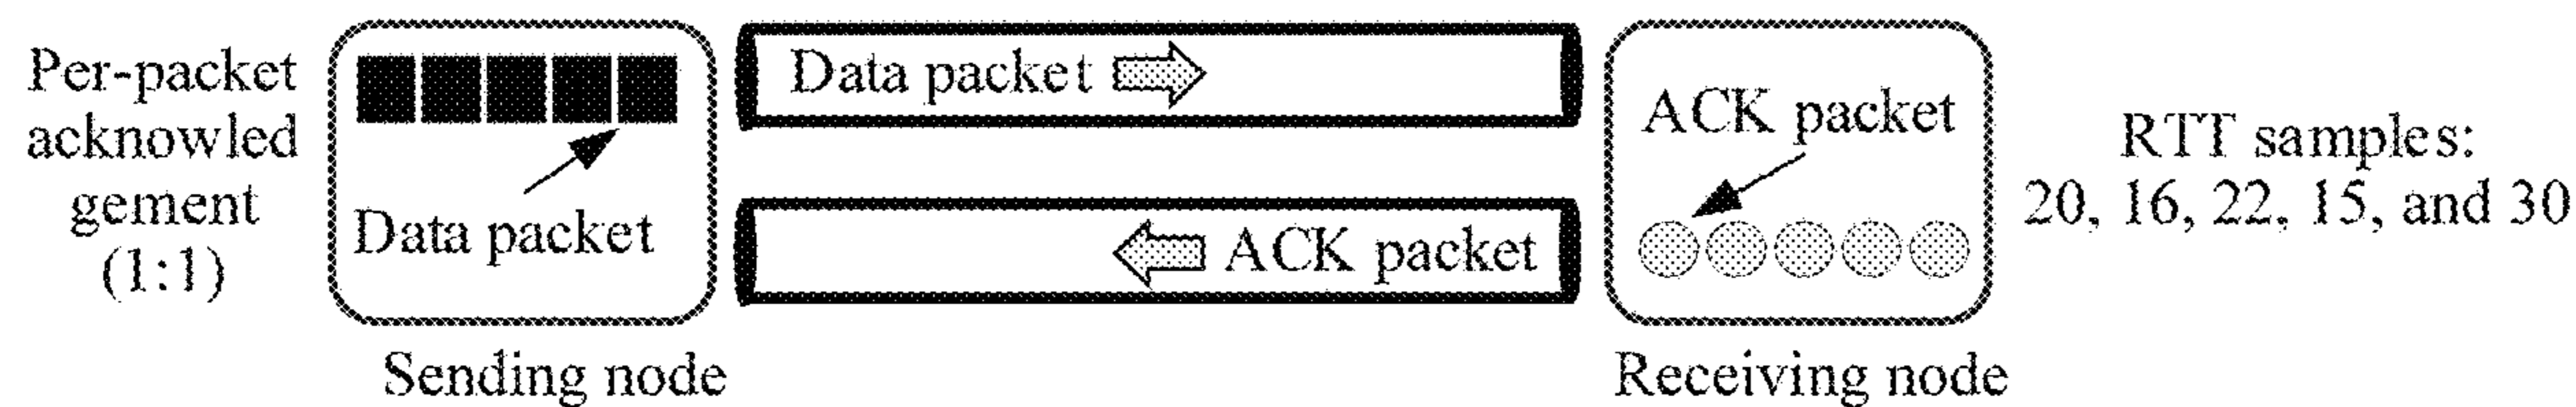 Per-packet
acknowled
gement
(1:1)
Data packet
Sending node
Data packet
ACK packet
ACK packet
Receiving node
RTT samples:
20, 16, 22, 15, and 30